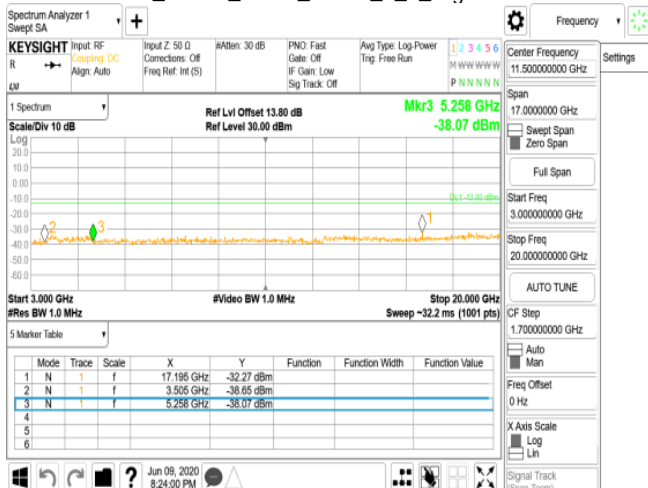 Spectrum Analyzer 1
Swept SA
KEYSIGHT
R
Input: RF
Coupling: DC
Align: Auto
Input Z: 50 Ω
Corrections: Off
Freq Ref: Int (S)
#Atten: 30 dB
PNO: Fast
Gate: Off
IF Gain: Low
Sig Track: Off
Avg Type: Log-Power
Trig: Free Run
1 2 3 4 5 6
M W W W W W
P N N N N N
1 Spectrum
Scale/Div 10 dB
Ref Lvl Offset 13.80 dB
Ref Level 30.00 dBm
Mkr3 5.258 GHz
-38.07 dBm
Log
20.0
10.0
0.00
-10.0
-20.0
-30.0
-40.0
-50.0
-60.0
DL1 -13.00 dBm
2
3
1
Start 3.000 GHz
#Res BW 1.0 MHz
#Video BW 1.0 MHz
Stop 20.000 GHz
Sweep ~32.2 ms (1001 pts)
5 Marker Table
Mode Trace Scale X Y Function Function Width Function Value
1 N 1 f 17.195 GHz -32.27 dBm
2 N 1 f 3.505 GHz -38.65 dBm
3 N 1 f 5.258 GHz -38.07 dBm
4
5
6
?
Jun 09, 2020
8:24:00 PM
Frequency
Settings
Center Frequency
11.500000000 GHz
Span
17.0000000 GHz
Swept Span
Zero Span
Full Span
Start Freq
3.000000000 GHz
Stop Freq
20.000000000 GHz
AUTO TUNE
CF Step
1.700000000 GHz
Auto
Man
Freq Offset
0 Hz
X Axis Scale
Log
Lin
Signal Track